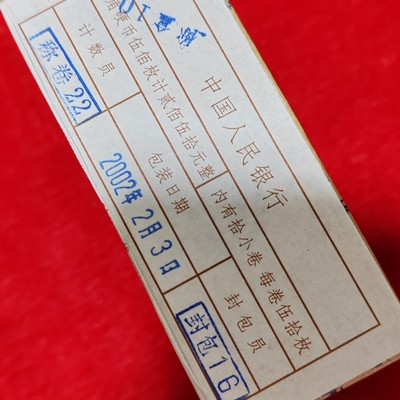 中国人民银行
内有拾小卷 每卷伍拾枚
角硬币伍佰枚计贰佰伍拾元整
封包员
封包16
包装日期
2002年2月3日
计数员
称卷22